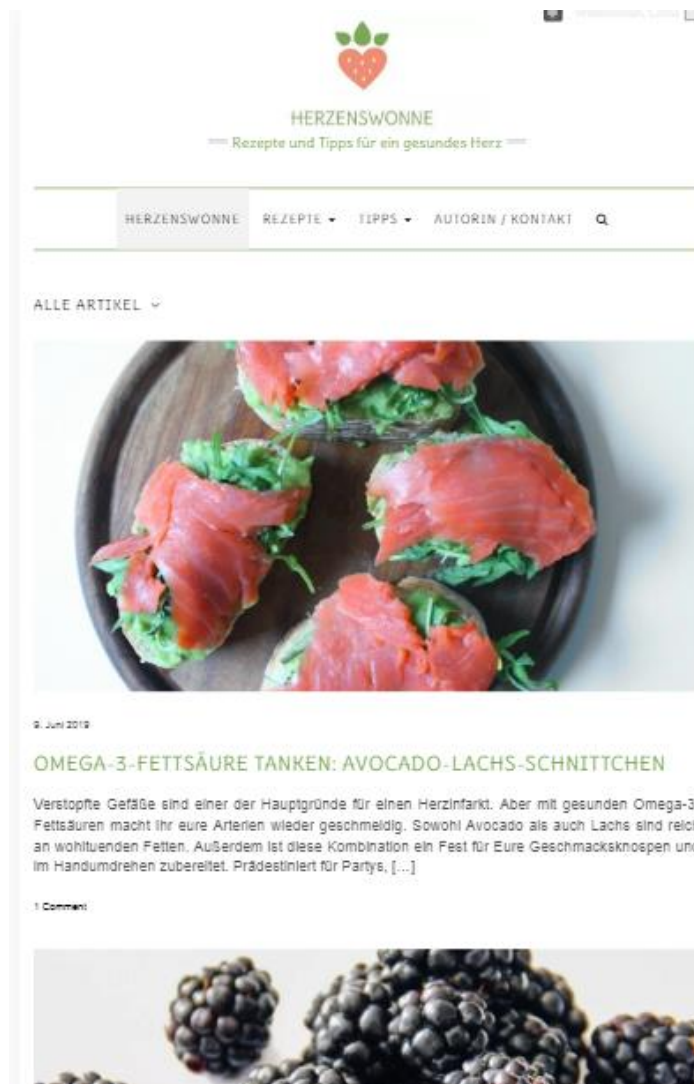 HERZENSWONNE
Rezepte und Tipps für ein gesundes Herz
HERZENSWONNE REZEPTE TIPPS AUTORIN / KONTAKT
ALLE ARTIKEL
9. Juni 2019
OMEGA-3-FETTSÄURE TANKEN: AVOCADO-LACHS-SCHNITTCHEN
Verstopfte Gefäße sind einer der Hauptgründe für einen Herzinfarkt. Aber mit gesunden Omega-3
Fettsäuren macht ihr eure Arterien wieder geschmeidig. Sowohl Avocado als auch Lachs sind reich
an wohltuenden Fetten. Außerdem ist diese Kombination ein Fest für Eure Geschmacksknospen und
im Handumdrehen zubereitet. Prädestiniert für Partys, [...]
1 Comment